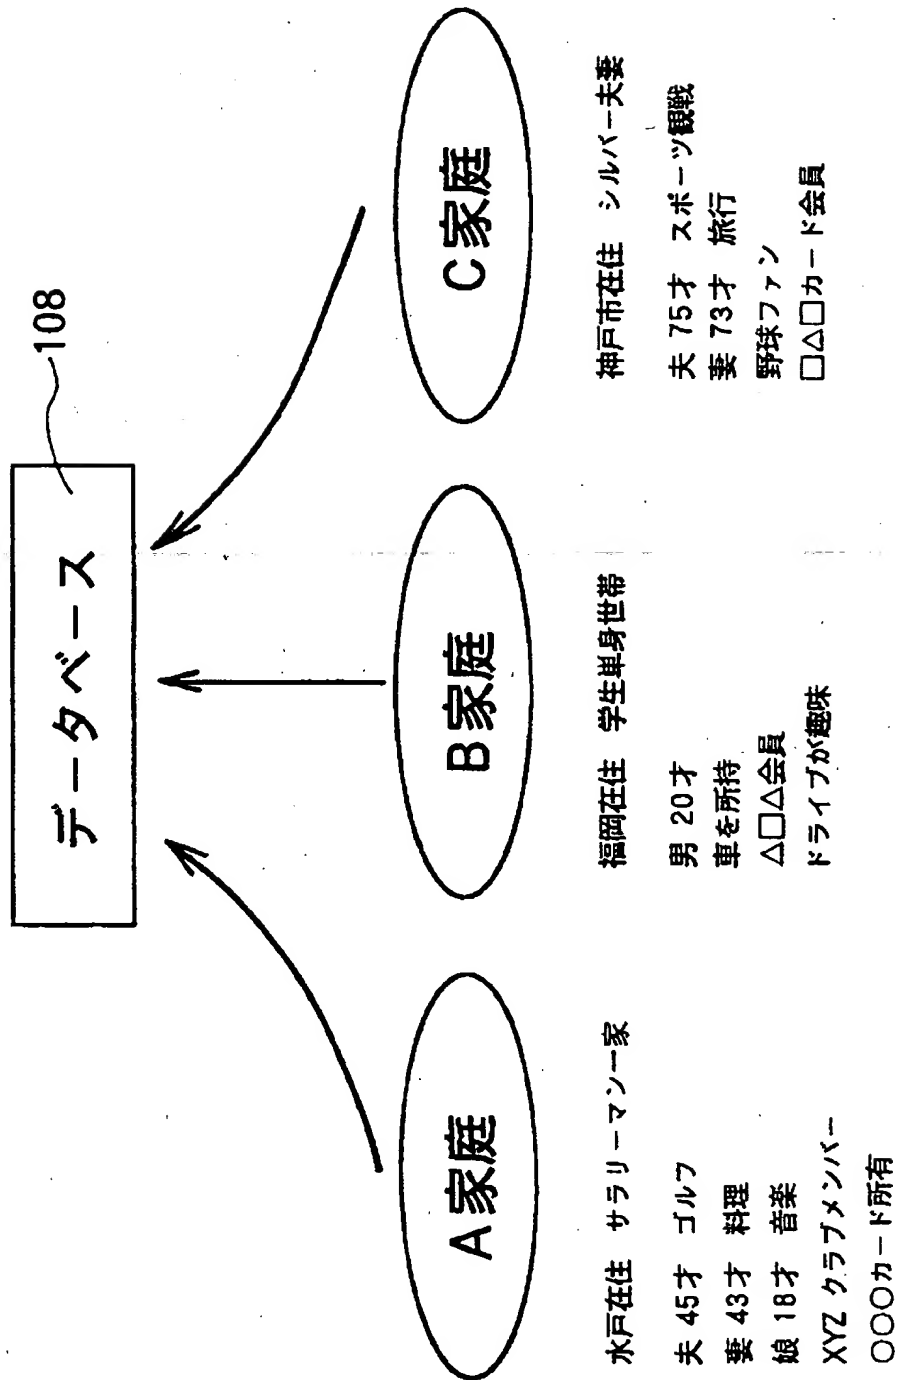 データベース
108
A家庭
水戸在住 サラリーマン一家
夫 45才 ゴルフ
妻 43才 料理
娘 18才 音楽
XYZ クラブメンバー
○○○カード所有
B家庭
福岡在住 学生単身世帯
男 20才
車を所持
△□△会員
ドライブが趣味
C家庭
神戸市在住 シルバー夫妻
夫 75才 スポーツ観戦
妻 73才 旅行
野球ファン
□△□カード会員